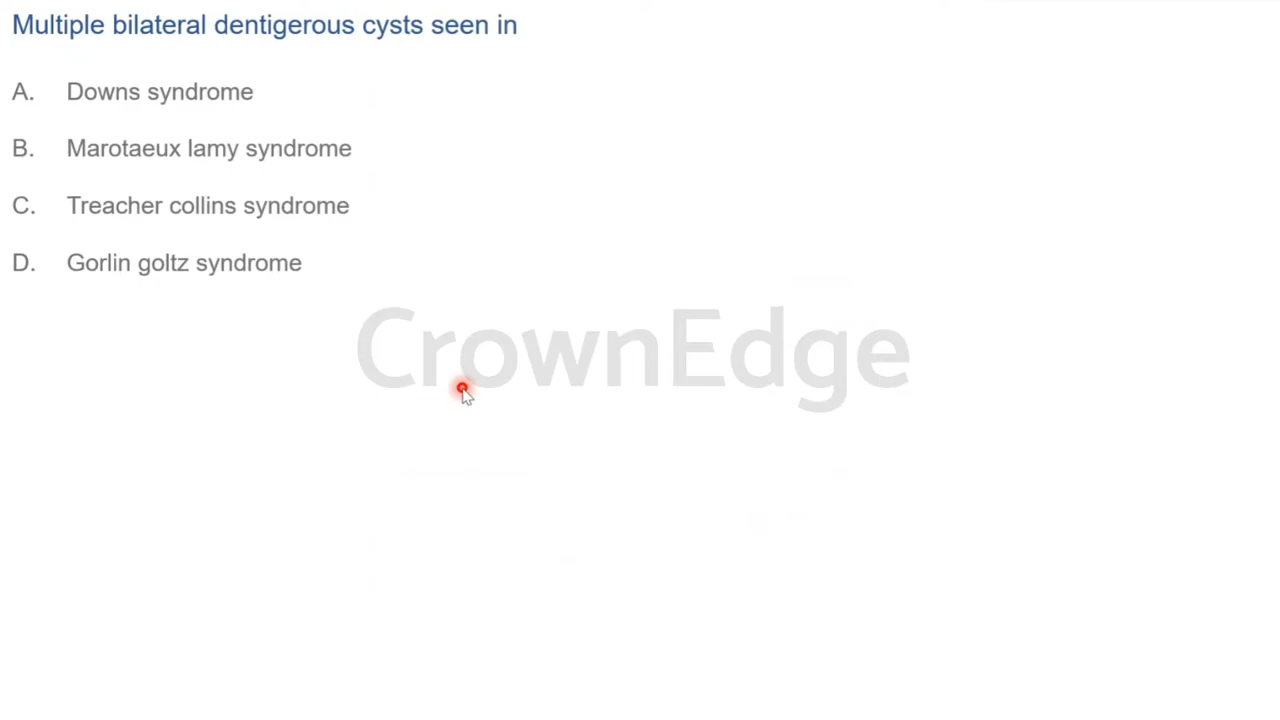 Multiple bilateral dentigerous cysts seen in
A. Downs syndrome
B. Marotaeux lamy syndrome
C. Treacher collins syndrome
D. Gorlin goltz syndrome
CrownEdge